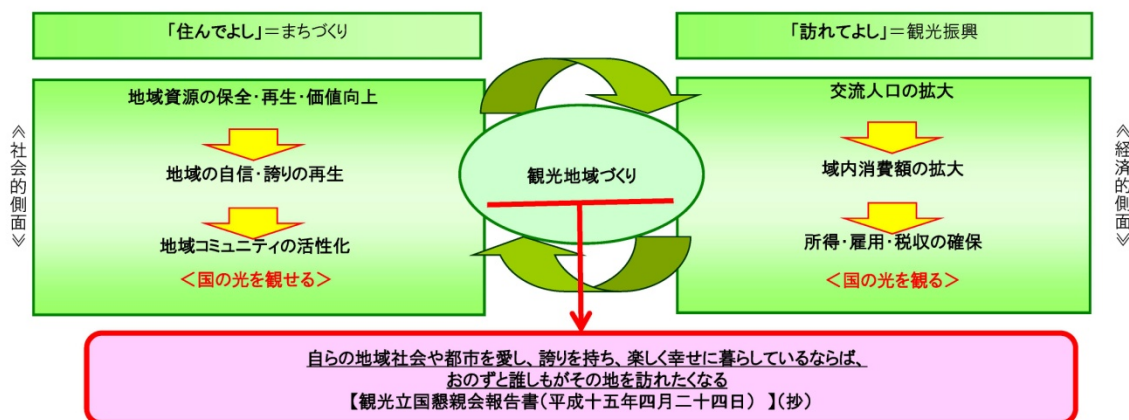 「住んでよし」＝まちづくり
「訪れてよし」＝観光振興
《社会的側面》
地域資源の保全・再生・価値向上
地域の自信・誇りの再生
地域コミュニティの活性化
＜国の光を観せる＞
観光地域づくり
交流人口の拡大
域内消費額の拡大
所得・雇用・税収の確保
＜国の光を観る＞
《経済的側面》
自らの地域社会や都市を愛し、誇りを持ち、楽しく幸せに暮らしているならば、
おのずと誰しもがその地を訪れたくなる
【観光立国懇親会報告書（平成十五年四月二十四日） 】（抄）